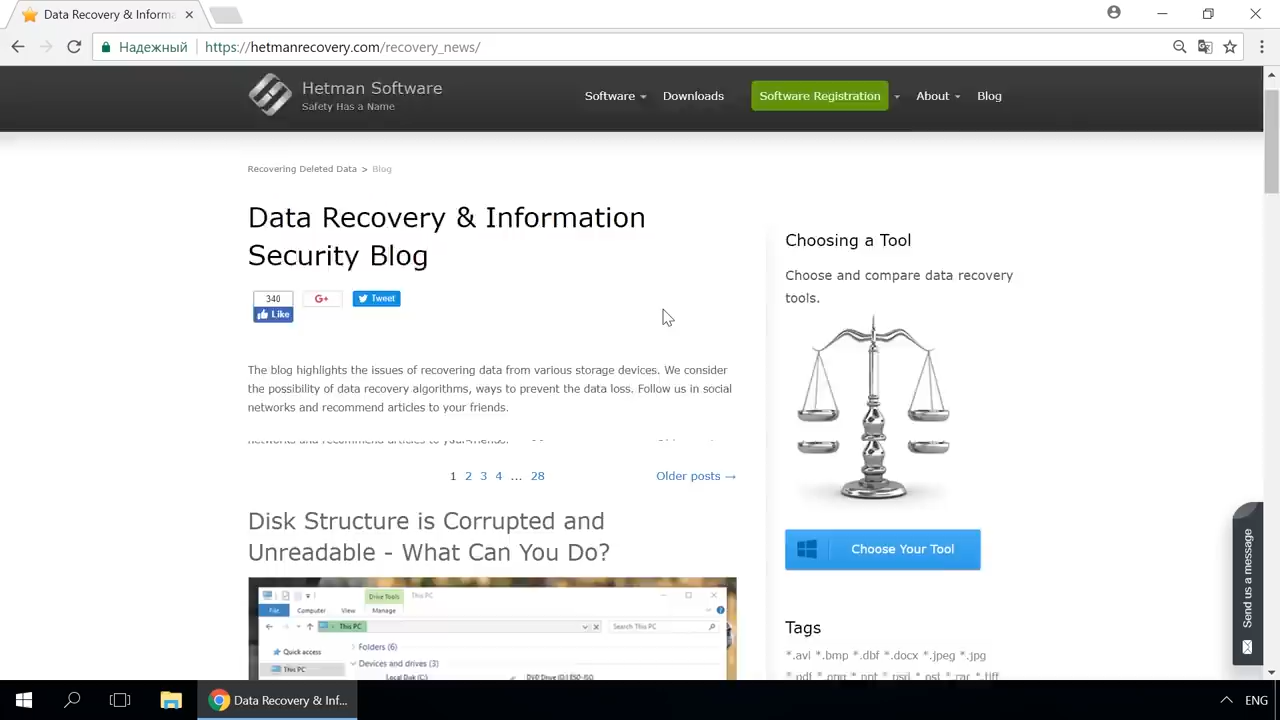 Data Recovery & Informa
Надежный
https://hetmanrecovery.com/recovery_news/
Hetman Software
Safety Has a Name
Software
Downloads
Software Registration
About
Blog
Recovering Deleted Data > Blog
Data Recovery & Information
Security Blog
340
Like
G+
Tweet
The blog highlights the issues of recovering data from various storage devices. We consider
the possibility of data recovery algorithms, ways to prevent the data loss. Follow us in social
networks and recommend articles to your friends.
networks and recommend articles to your friends.
1 2 3 4 ... 28
Older posts →
Disk Structure is Corrupted and
Unreadable - What Can You Do?
Drive Tools
This PC
File
Computer
View
Manage
This PC
Search This PC
Quick access
This PC
Folders (6)
Devices and drives (3)
Local Disk (C:)
Choosing a Tool
Choose and compare data recovery
tools.
Choose Your Tool
Tags
*.avi *.bmp *.dbf *.docx *.jpeg *.jpg
*.pdf *.png *.ppt *.psd *.pst *.rar *.tiff
Send us a message
Data Recovery & Inf...
ENG